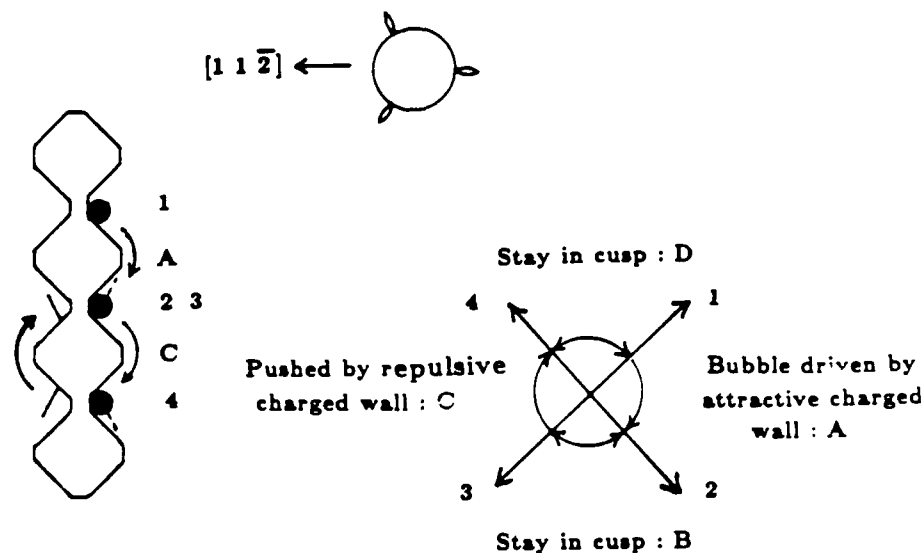 [1 1 2̅]
1
A
2 3
C
4
Stay in cusp : D
4
1
Pushed by repulsive
charged wall : C
Bubble driven by
attractive charged
wall : A
3
2
Stay in cusp : B